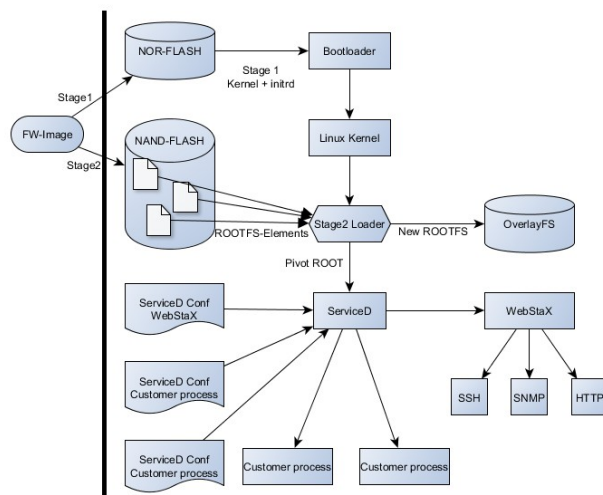 NOR-FLASH
Bootloader
Stage 1
Kernel + initrd
Stage1
FW-Image
Stage2
NAND-FLASH
Linux Kernel
ROOTFS-Elements
Stage2 Loader
New ROOTFS
OverlayFS
Pivot ROOT
ServiceD Conf
WebStaX
ServiceD
WebStaX
ServiceD Conf
Customer process)
SSH
SNMP
HTTP
ServiceD Conf
Customer process)
Customer process
Customer process